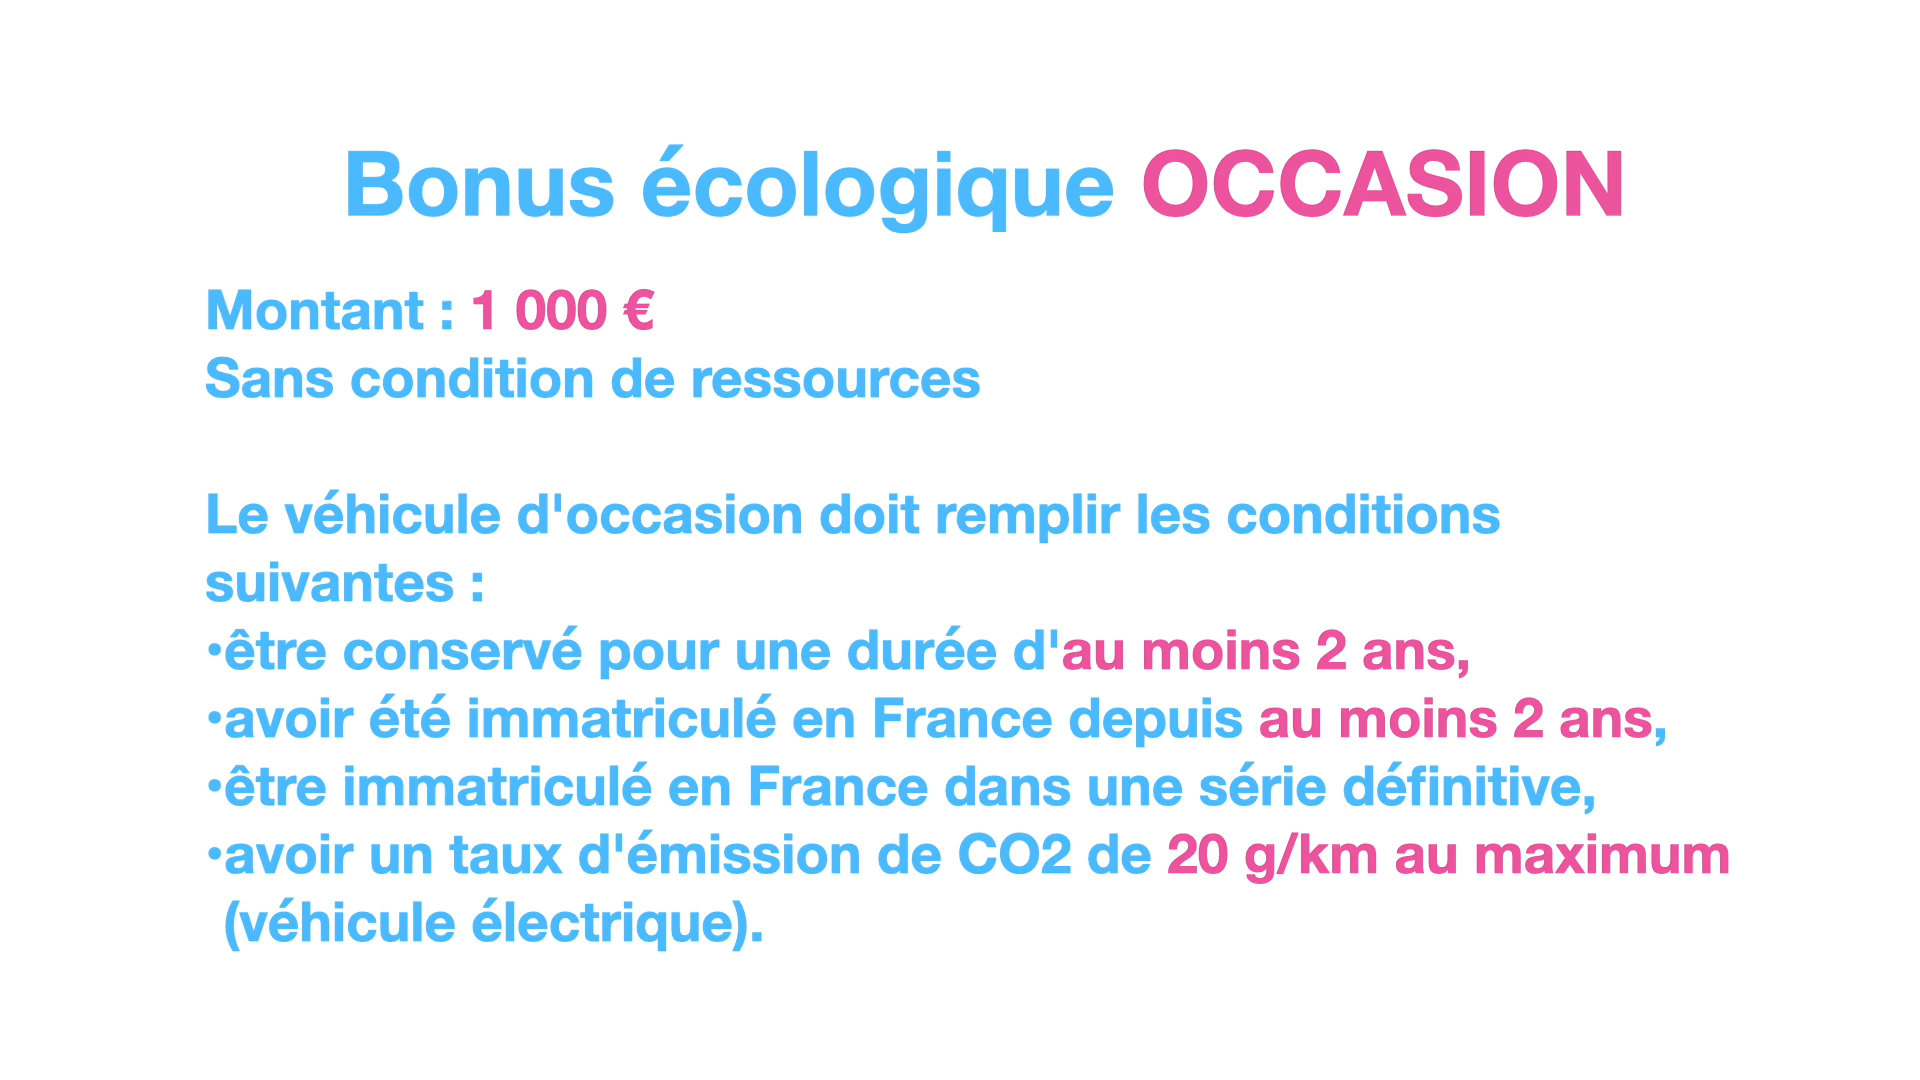 Bonus écologique OCCASION
Montant : 1 000 €
Sans condition de ressources
Le véhicule d'occasion doit remplir les conditions
suivantes :
•être conservé pour une durée d'au moins 2 ans,
•avoir été immatriculé en France depuis au moins 2 ans,
•être immatriculé en France dans une série définitive,
•avoir un taux d'émission de CO2 de 20 g/km au maximum
(véhicule électrique).